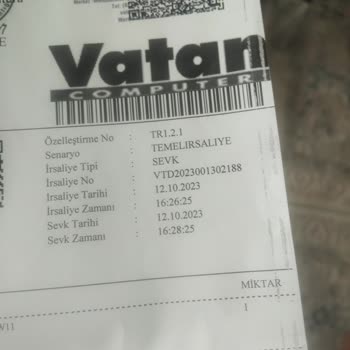 Vatan
COMPUTER
Özelleştirme No : TR1.2.1
Senaryo : TEMELIRSALIYE
İrsaliye Tipi : SEVK
İrsaliye No : VTD2023001302188
İrsaliye Tarihi : 12.10.2023
İrsaliye Zamanı : 16:26:25
Sevk Tarihi : 12.10.2023
Sevk Zamanı : 16:28:25
MİKTAR
1
W11